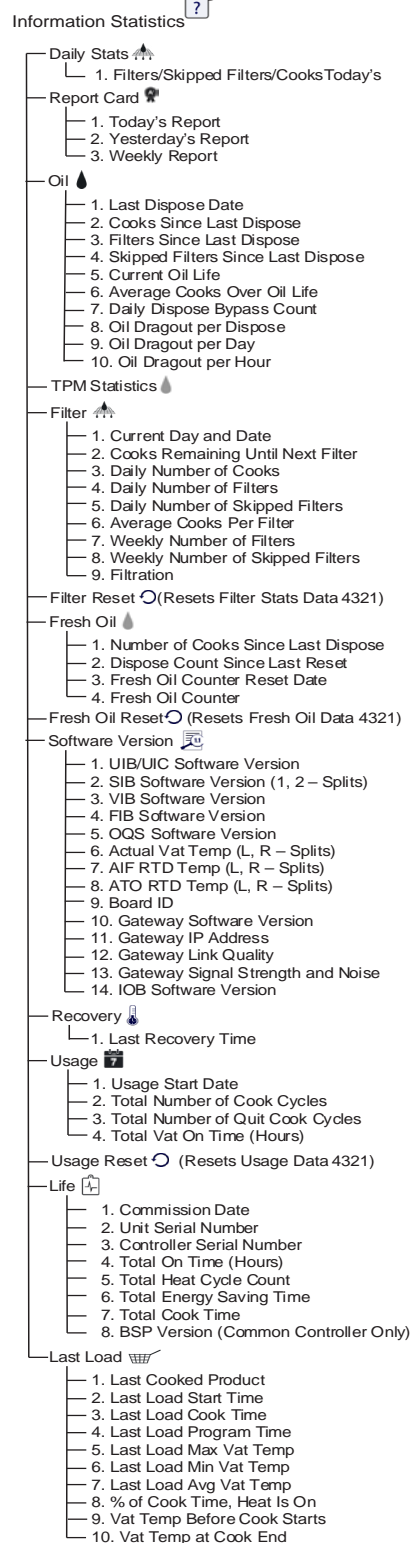 ?
Information Statistics
Daily Stats
1. Filters/Skipped Filters/CooksToday's
Report Card
1. Today's Report
2. Yesterday's Report
3. Weekly Report
Oil
1. Last Dispose Date
2. Cooks Since Last Dispose
3. Filters Since Last Dispose
4. Skipped Filters Since Last Dispose
5. Current Oil Life
6. Average Cooks Over Oil Life
7. Daily Dispose Bypass Count
8. Oil Dragout per Dispose
9. Oil Dragout per Day
10. Oil Dragout per Hour
TPM Statistics
Filter
1. Current Day and Date
2. Cooks Remaining Until Next Filter
3. Daily Number of Cooks
4. Daily Number of Filters
5. Daily Number of Skipped Filters
6. Average Cooks Per Filter
7. Weekly Number of Filters
8. Weekly Number of Skipped Filters
9. Filtration
Filter Reset (Resets Filter Stats Data 4321)
Fresh Oil
1. Number of Cooks Since Last Dispose
2. Dispose Count Since Last Reset
3. Fresh Oil Counter Reset Date
4. Fresh Oil Counter
Fresh Oil Reset (Resets Fresh Oil Data 4321)
Software Version
1. UIB/UIC Software Version
2. SIB Software Version (1, 2 – Splits)
3. VIB Software Version
4. FIB Software Version
5. OQS Software Version
6. Actual Vat Temp (L, R – Splits)
7. AIF RTD Temp (L, R – Splits)
8. ATO RTD Temp (L, R – Splits)
9. Board ID
10. Gateway Software Version
11. Gateway IP Address
12. Gateway Link Quality
13. Gateway Signal Strength and Noise
14. IOB Software Version
Recovery
1. Last Recovery Time
Usage 7
1. Usage Start Date
2. Total Number of Cook Cycles
3. Total Number of Quit Cook Cycles
4. Total Vat On Time (Hours)
Usage Reset (Resets Usage Data 4321)
Life
1. Commission Date
2. Unit Serial Number
3. Controller Serial Number
4. Total On Time (Hours)
5. Total Heat Cycle Count
6. Total Energy Saving Time
7. Total Cook Time
8. BSP Version (Common Controller Only)
Last Load
1. Last Cooked Product
2. Last Load Start Time
3. Last Load Cook Time
4. Last Load Program Time
5. Last Load Max Vat Temp
6. Last Load Min Vat Temp
7. Last Load Avg Vat Temp
8. % of Cook Time, Heat Is On
9. Vat Temp Before Cook Starts
10. Vat Temp at Cook End